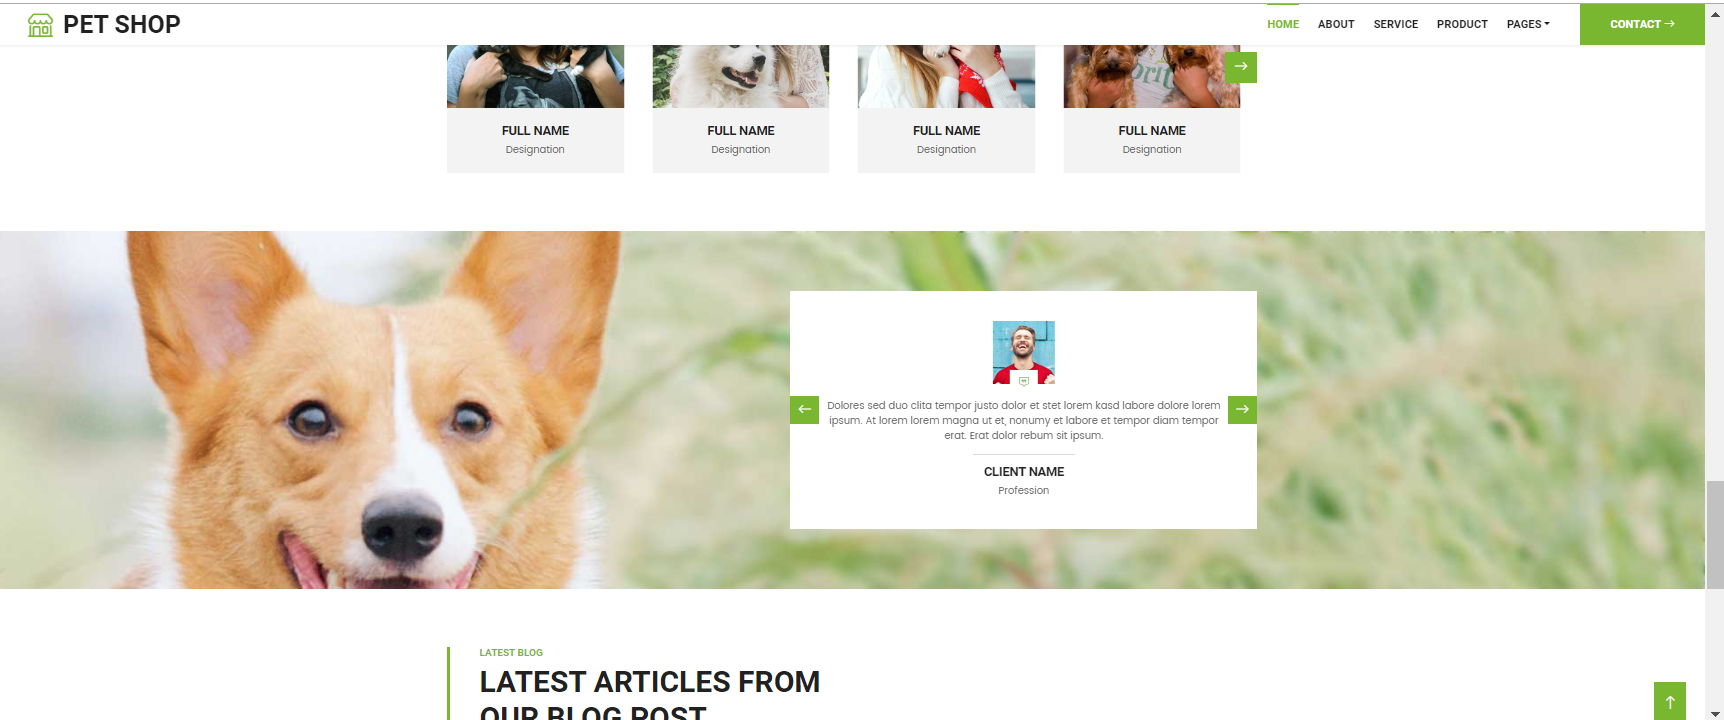 PET SHOP
HOME ABOUT SERVICE PRODUCT PAGES CONTACT
FULL NAME FULL NAME FULL NAME FULL NAME
Designation Designation Designation Designation
Dolores sed duo clita tempor justo dolor et stet lorem kasd labore dolore lorem
ipsum. At lorem lorem magna ut et, nonumy et labore et tempor diam tempor
erat. Erat dolor rebum sit ipsum.
CLIENT NAME
Profession
LATEST BLOG
LATEST ARTICLES FROM
OUR BLOG POST